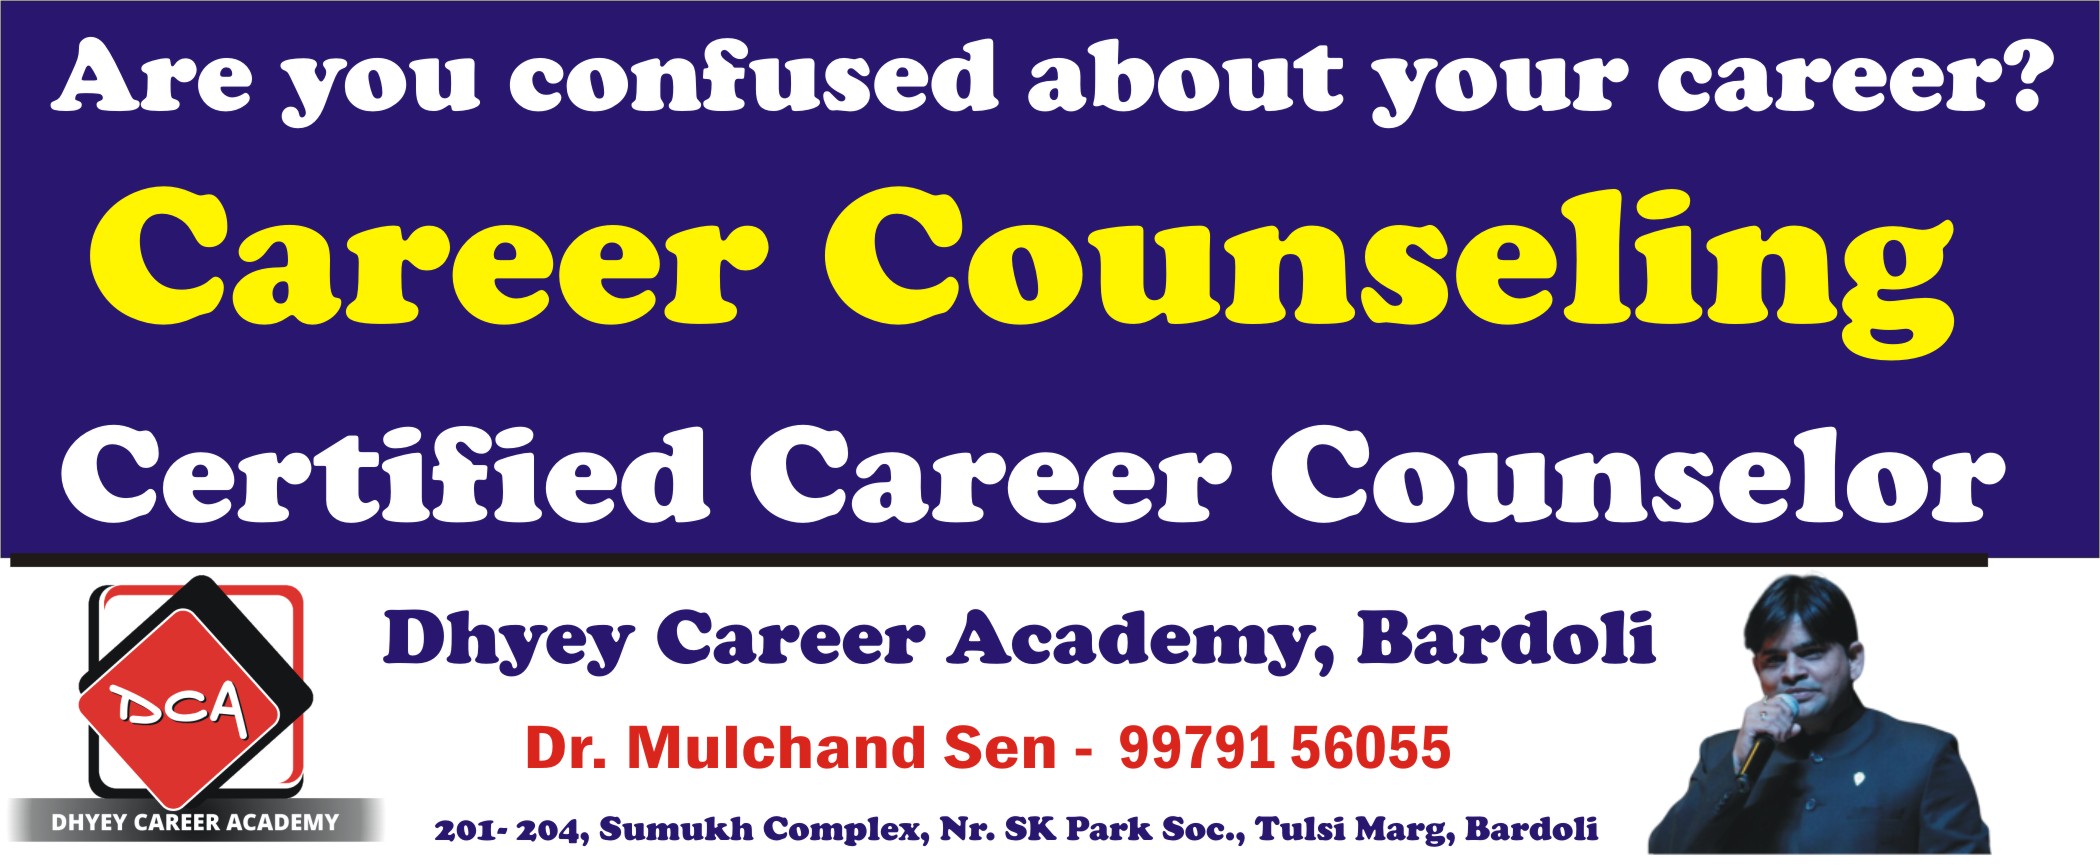 Are you confused about your career?
Career Counseling
Certified Career Counselor
DCA
DHYEY CAREER ACADEMY
Dhyey Career Academy, Bardoli
Dr. Mulchand Sen - 99791 56055
201- 204, Sumukh Complex, Nr. SK Park Soc., Tulsi Marg, Bardoli